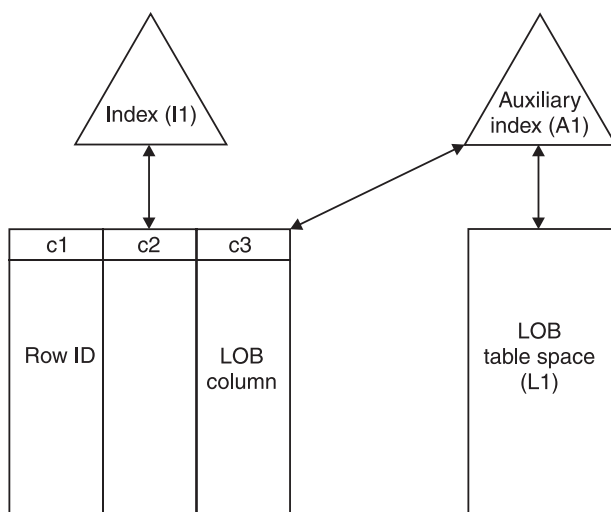 Index (I1)
Auxiliary
index (A1)
c1 c2 c3
Row ID
LOB
column
LOB
table space
(L1)